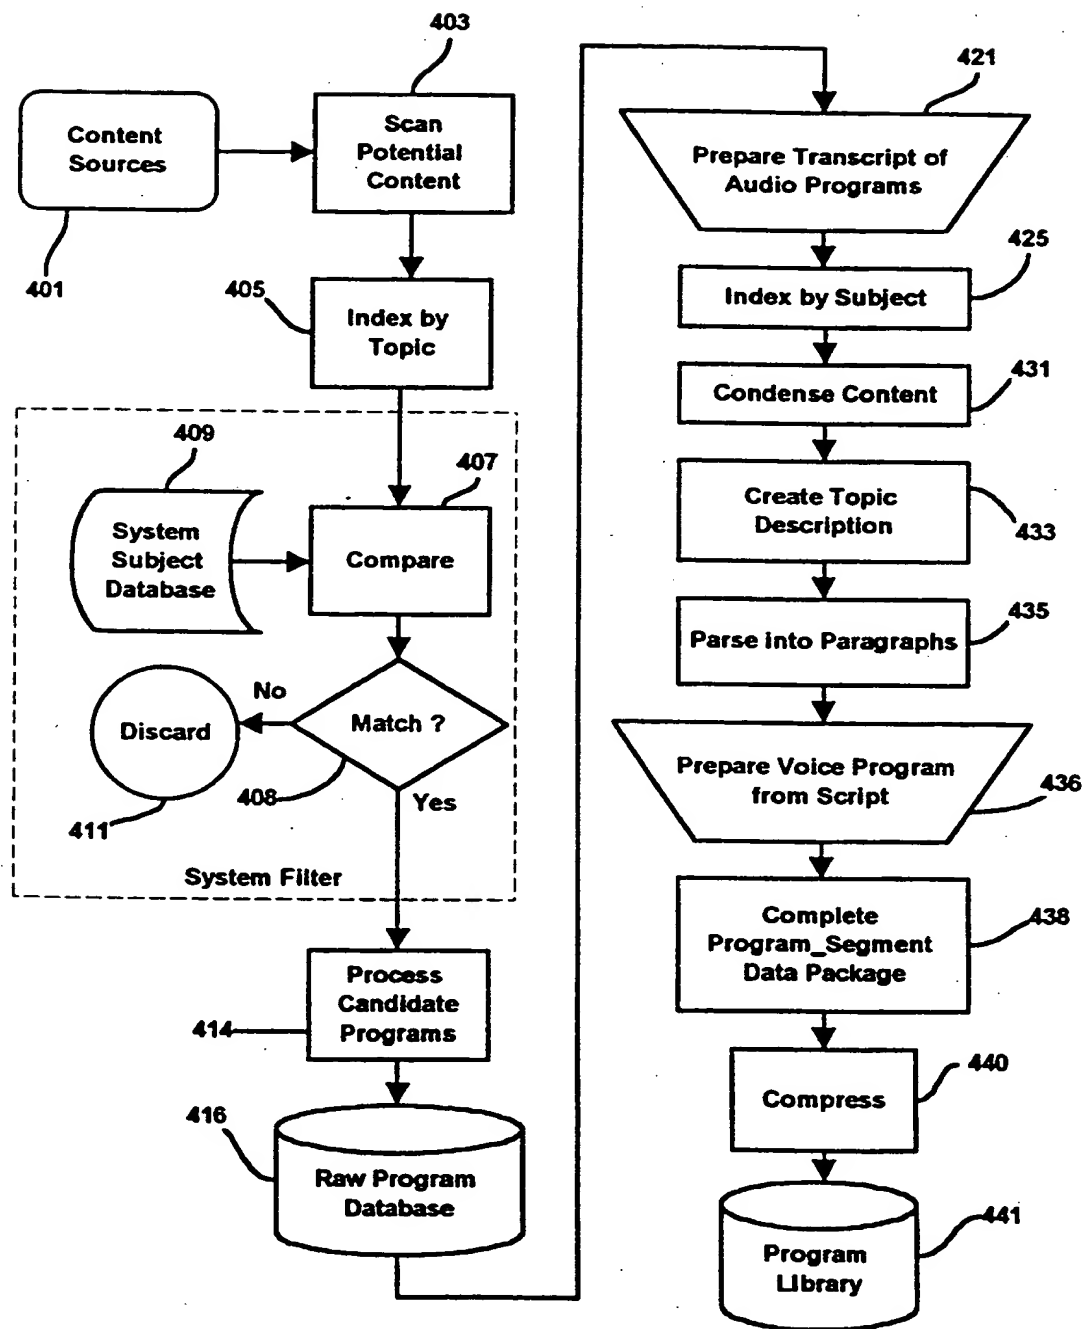 403
Content
Sources
401
Scan
Potential
Content
405
Index by
Topic
409
407
System
Subject
Database
Compare
No
Discard
Match ?
408
Yes
411
System Filter
Process
Candidate
Programs
414
416
Raw Program
Database
421
Prepare Transcript of
Audio Programs
425
Index by Subject
431
Condense Content
Create Topic
Description
433
435
Parse into Paragraphs
Prepare Voice Program
from Script
436
Complete
Program_Segment
Data Package
438
440
Compress
441
Program
Library